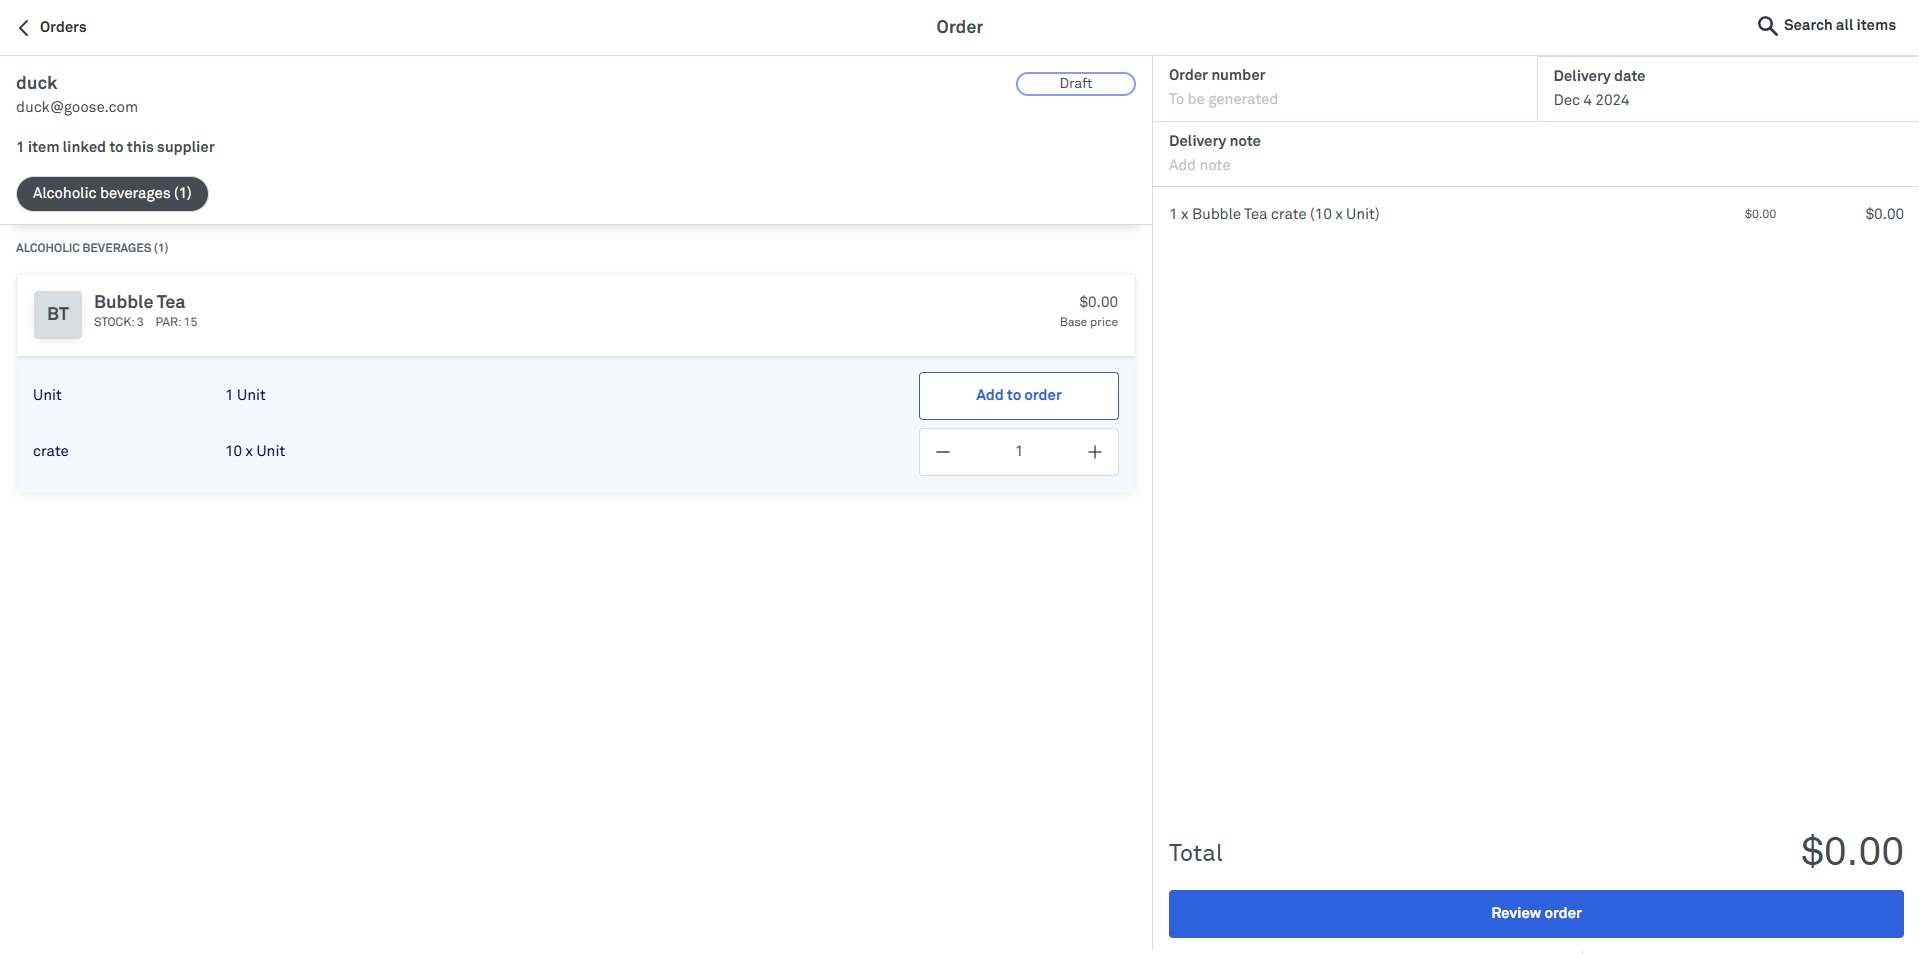 Orders
Order
Search all items
duck
duck@goose.com
Draft
1 item linked to this supplier
Alcoholic beverages (1)
ALCOHOLIC BEVERAGES (1)
BT
Bubble Tea
STOCK: 3 PAR: 15
$0.00
Base price
Unit 1 Unit Add to order
crate 10 x Unit 1
Order number
To be generated
Delivery date
Dec 4 2024
Delivery note
Add note
1 x Bubble Tea crate (10 x Unit) $0.00 $0.00
Total $0.00
Review order